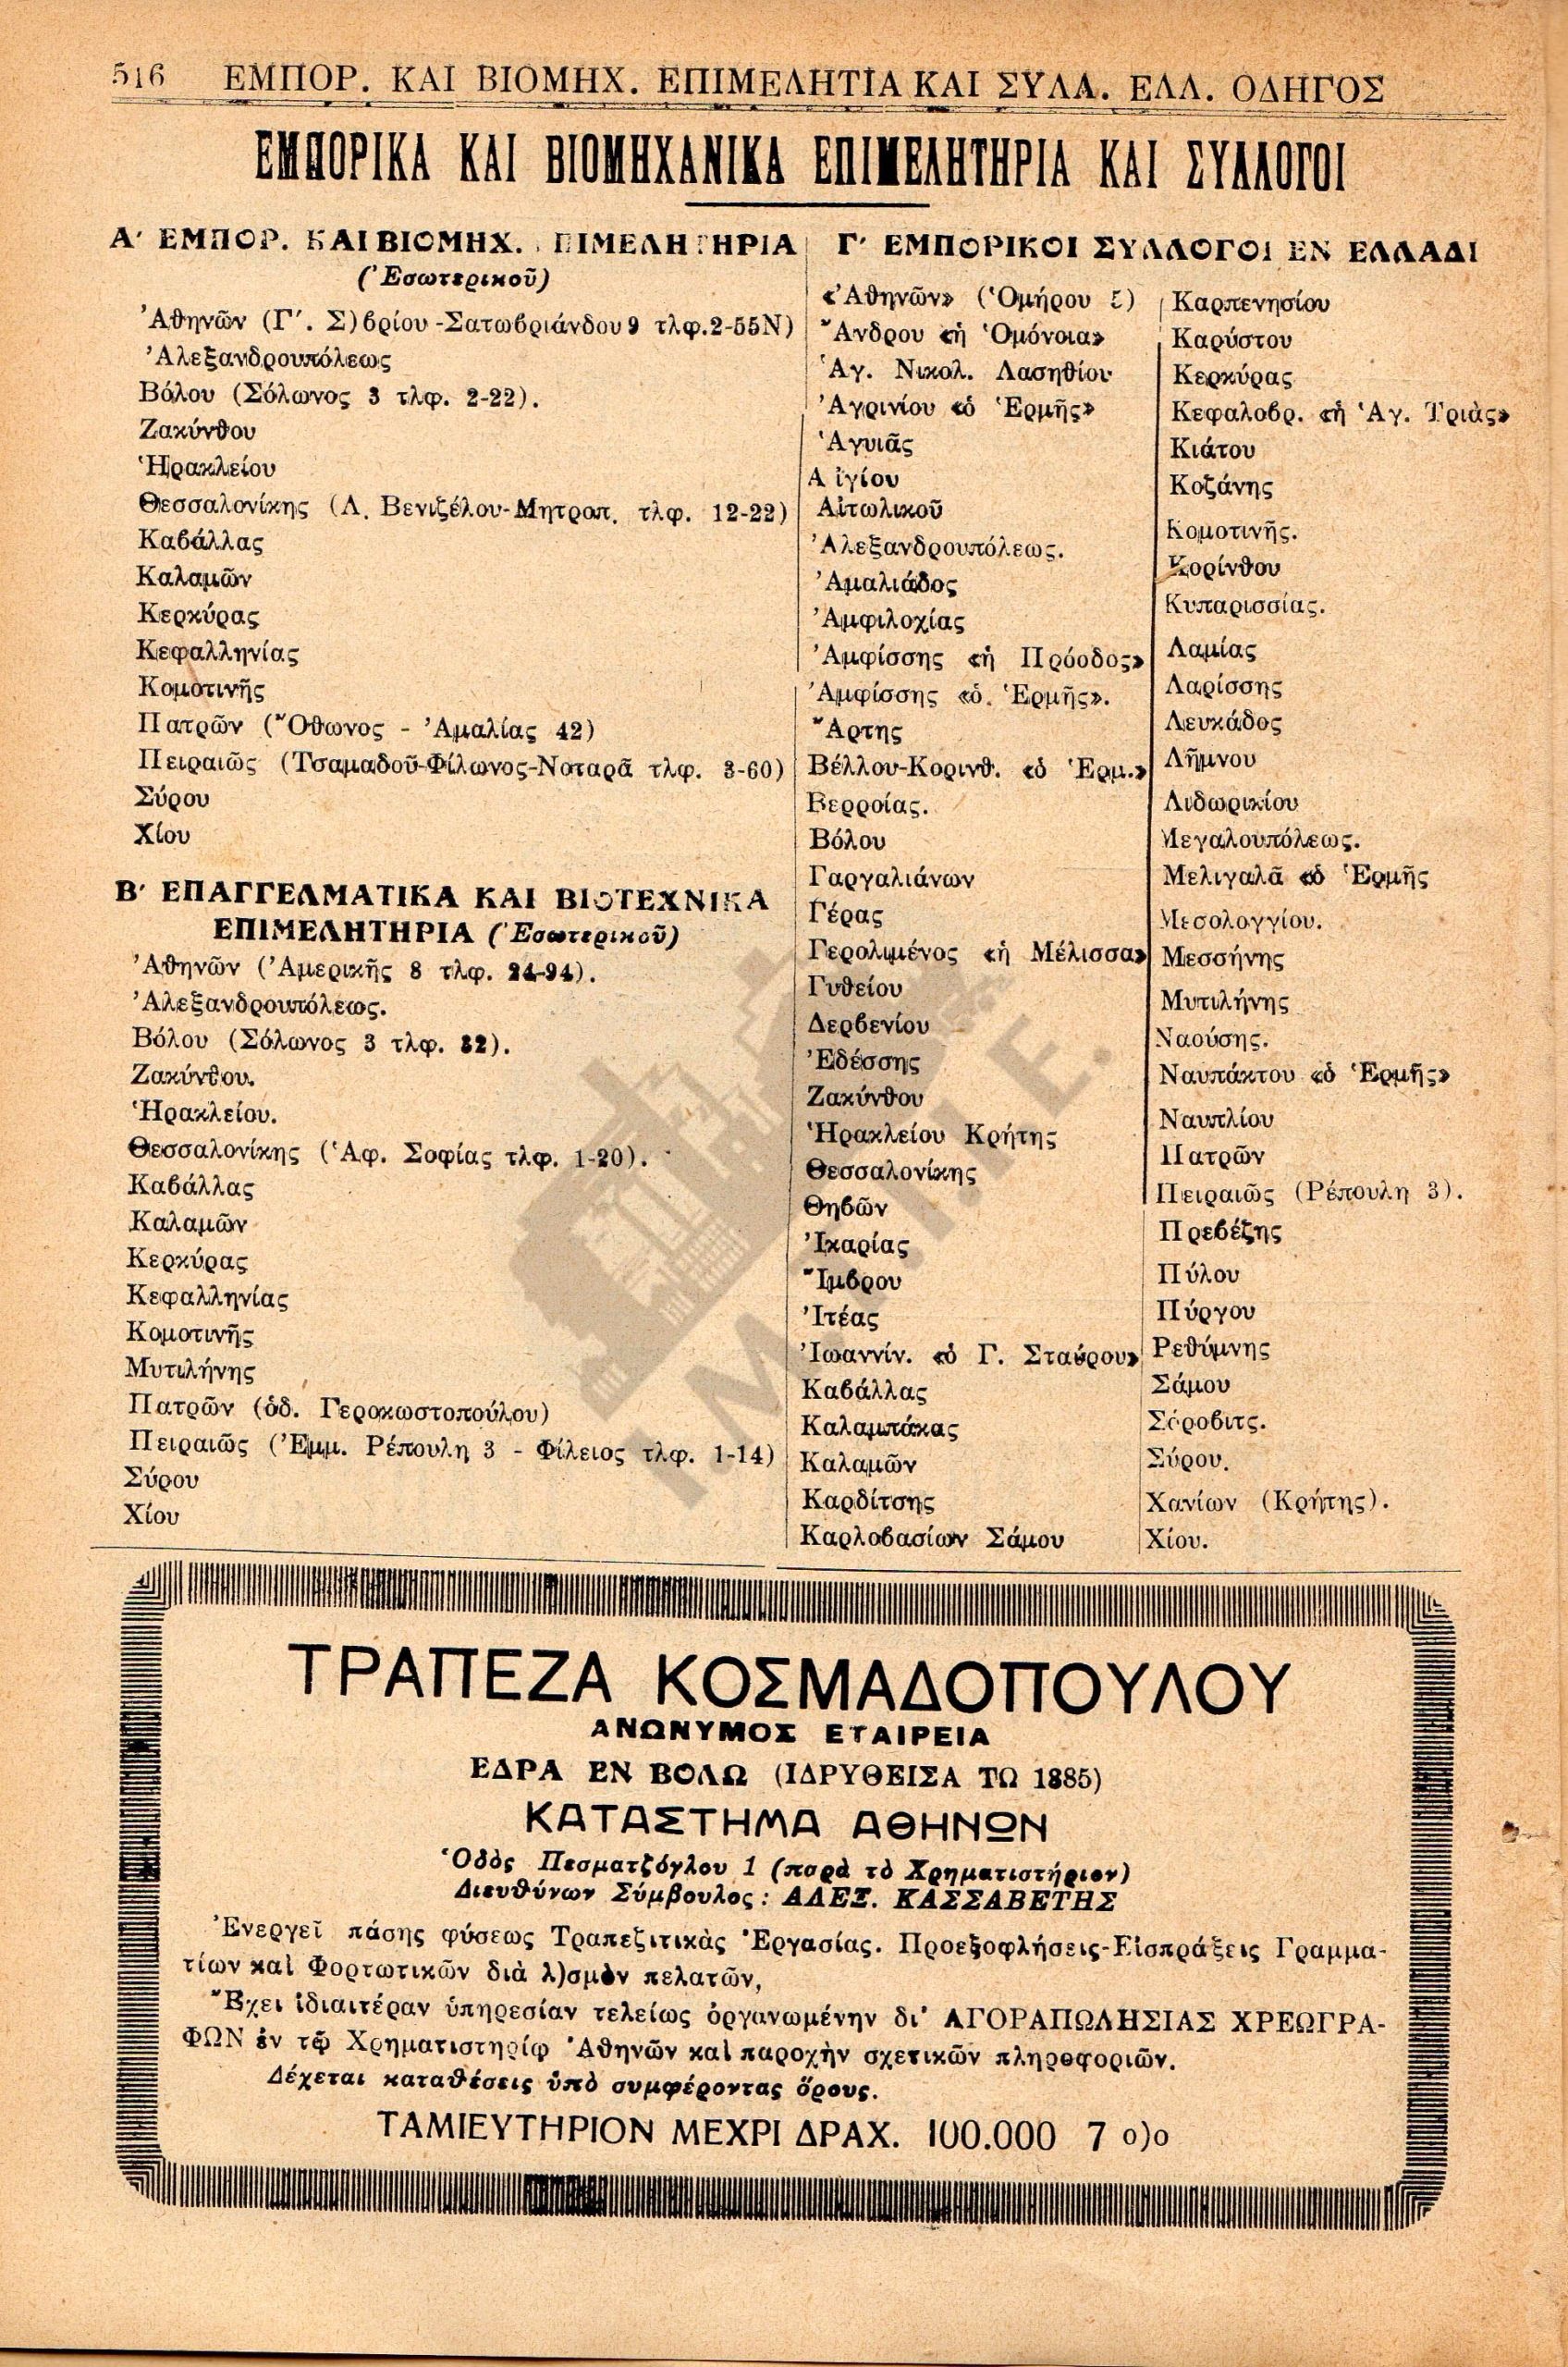 516 ΕΜΠΟΡ. ΚΑΙ ΒΙΟΜΗΧ. ΕΠΙΜΕΛΗΤΙΑ ΚΑΙ ΣΥΛΛ. ΕΛΛ. ΟΔΗΓΟΣ
ΕΜΠΟΡΙΚΑ ΚΑΙ ΒΙΟΜΗΧΑΝΙΚΑ ΕΠΙΜΕΛΗΤΗΡΙΑ ΚΑΙ ΣΥΛΛΟΓΟΙ
Α' ΕΜΠΟΡ. ΚΑΙ ΒΙΟΜΗΧ. ΕΠΙΜΕΛΗΤΗΡΙΑ
(Ἐσωτερικοῦ)
Ἀθηνῶν (Γ'. Σ)βρίου-Σατωβριάνδου 9 τλφ. 2-55Ν)
Ἀλεξανδρουπόλεως
Βόλου (Σόλωνος 3 τλφ. 2-22).
Ζακύνθου
Ἡρακλείου
Θεσσαλονίκης (Λ. Βενιζέλου-Μητροπ. τλφ. 12-22)
Καβάλλας
Καλαμῶν
Κερκύρας
Κεφαλληνίας
Κομοτινῆς
Πατρῶν (Ὄθωνος - Ἀμαλίας 42)
Πειραιῶς (Τσαμαδοῦ-Φίλωνος-Νοταρᾶ τλφ. 3-60)
Σύρου
Χίου
Β' ΕΠΑΓΓΕΛΜΑΤΙΚΑ ΚΑΙ ΒΙΟΤΕΧΝΙΚΑ
ΕΠΙΜΕΛΗΤΗΡΙΑ (Ἐσωτερικοῦ)
Ἀθηνῶν (Ἀμερικῆς 8 τλφ. 24-94).
Ἀλεξανδρουπόλεως.
Βόλου (Σόλωνος 3 τλφ. 32).
Ζακύνθου.
Ἡρακλείου.
Θεσσαλονίκης (Ἁφ. Σοφίας τλφ. 1-20).
Καβάλλας
Καλαμῶν
Κερκύρας
Κεφαλληνίας
Κομοτινῆς
Μυτιλήνης
Πατρῶν (ὁδ. Γεροκωστοπούλου)
Πειραιῶς (Ἐμμ. Ρέπουλη 3 - Φίλειος τλφ. 1-14)
Σύρου
Χίου
Γ' ΕΜΠΟΡΙΚΟΙ ΣΥΛΛΟΓΟΙ ΕΝ ΕΛΛΑΔΙ
«Ἀθηνῶν» (Ὁμήρου
Ἄνδρου «ἡ Ὁμόνοια»
Ἁγ. Νικολ. Λασηθίου
Ἀγρινίου «ὁ Ἑρμῆς»
Ἀγυιᾶς
Αἰγίου
Αἰτωλικοῦ
Ἀλεξανδρουπόλεως.
Ἀμαλιάδος
Ἀμφιλοχίας
Ἀμφίσσης «ἡ Πρόοδος»
Ἀμφίσσης «ὁ. Ἑρμῆς».
Ἄρτης
Βέλλου-Κορινθ. «ὁ Ἑρμ.»
Βερροίας.
Βόλου
Γαργαλιάνων
Γέρας
Γερολιμένος «ἡ Μέλισσα»
Γυθείου
Δερβενίου
Ἐδέσσης
Ζακύνθου
Ἡρακλείου Κρήτης
Θεσσαλονίκης
Θηβῶν
Ἰκαρίας
Ἴμβρου
Ἰτέας
Ἰωαννίν. «ὁ Γ. Σταύρου»
Καβάλλας
Καλαμπάκας
Καλαμῶν
Καρδίτσης
Καρλοβασίων Σάμου
Καρπενησίου
Καρύστου
Κερκύρας
Κεφαλοβρ. «ἡ Ἁγ. Τριὰς»
Κιάτου
Κοζάνης
Κομοτινῆς.
Κορίνθου
Κυπαρισσίας.
Λαμίας
Λαρίσσης
Λευκάδος
Λῆμνου
Λιδωρικίου
Μεγαλουπόλεως.
Μελιγαλᾶ «ὁ Ἑρμῆς
Μεσολογγίου.
Μεσσήνης
Μυτιλήνης
Ναούσης.
Ναυπάκτου «ὁ Ἑρμῆς»
Ναυπλίου
Πατρῶν
Πειραιῶς (Ρέπουλη 3).
Πρεβέζης
Πύλου
Πύργου
Ρεθύμνης
Σάμου
Σέροβιτς.
Σύρου.
Χανίων (Κρήτης).
Χίου.
ΤΡΑΠΕΖΑ ΚΟΣΜΑΔΟΠΟΥΛΟΥ
ΑΝΩΝΥΜΟΣ ΕΤΑΙΡΕΙΑ
ΕΔΡΑ ΕΝ ΒΟΛΩ (ΙΔΡΥΘΕΙΣΑ ΤΩ 1885)
ΚΑΤΑΣΤΗΜΑ ΑΘΗΝΩΝ
Ὁδὸς Πεσματζόγλου 1 (παρὰ τὸ Χρηματιστήριον)
Διευθύνων Σύμβουλος: ΑΛΕΞ. ΚΑΣΣΑΒΕΤΗΣ
Ἐνεργεῖ πάσης φύσεως Τραπεζιτικὰς Ἐργασίας. Προεξοφλήσεις-Εἰσπράξεις Γραμμα-
τίων καὶ Φορτωτικῶν διὰ λ)σμὸν πελατῶν,
Ἔχει ἰδιαιτέραν ὑπηρεσίαν τελείως ὀργανωμένην δι' ΑΓΟΡΑΠΩΛΗΣΙΑΣ ΧΡΕΩΓΡΑ-
ΦΩΝ ἐν τῷ Χρηματιστηρίῳ Ἀθηνῶν καὶ παροχὴν σχετικῶν πληροφοριῶν.
Δέχεται καταθέσεις ὑπὸ συμφέροντας ὅρους.
ΤΑΜΙΕΥΤΗΡΙΟΝ ΜΕΧΡΙ ΔΡΑΧ. 100.000 7 ο)ο